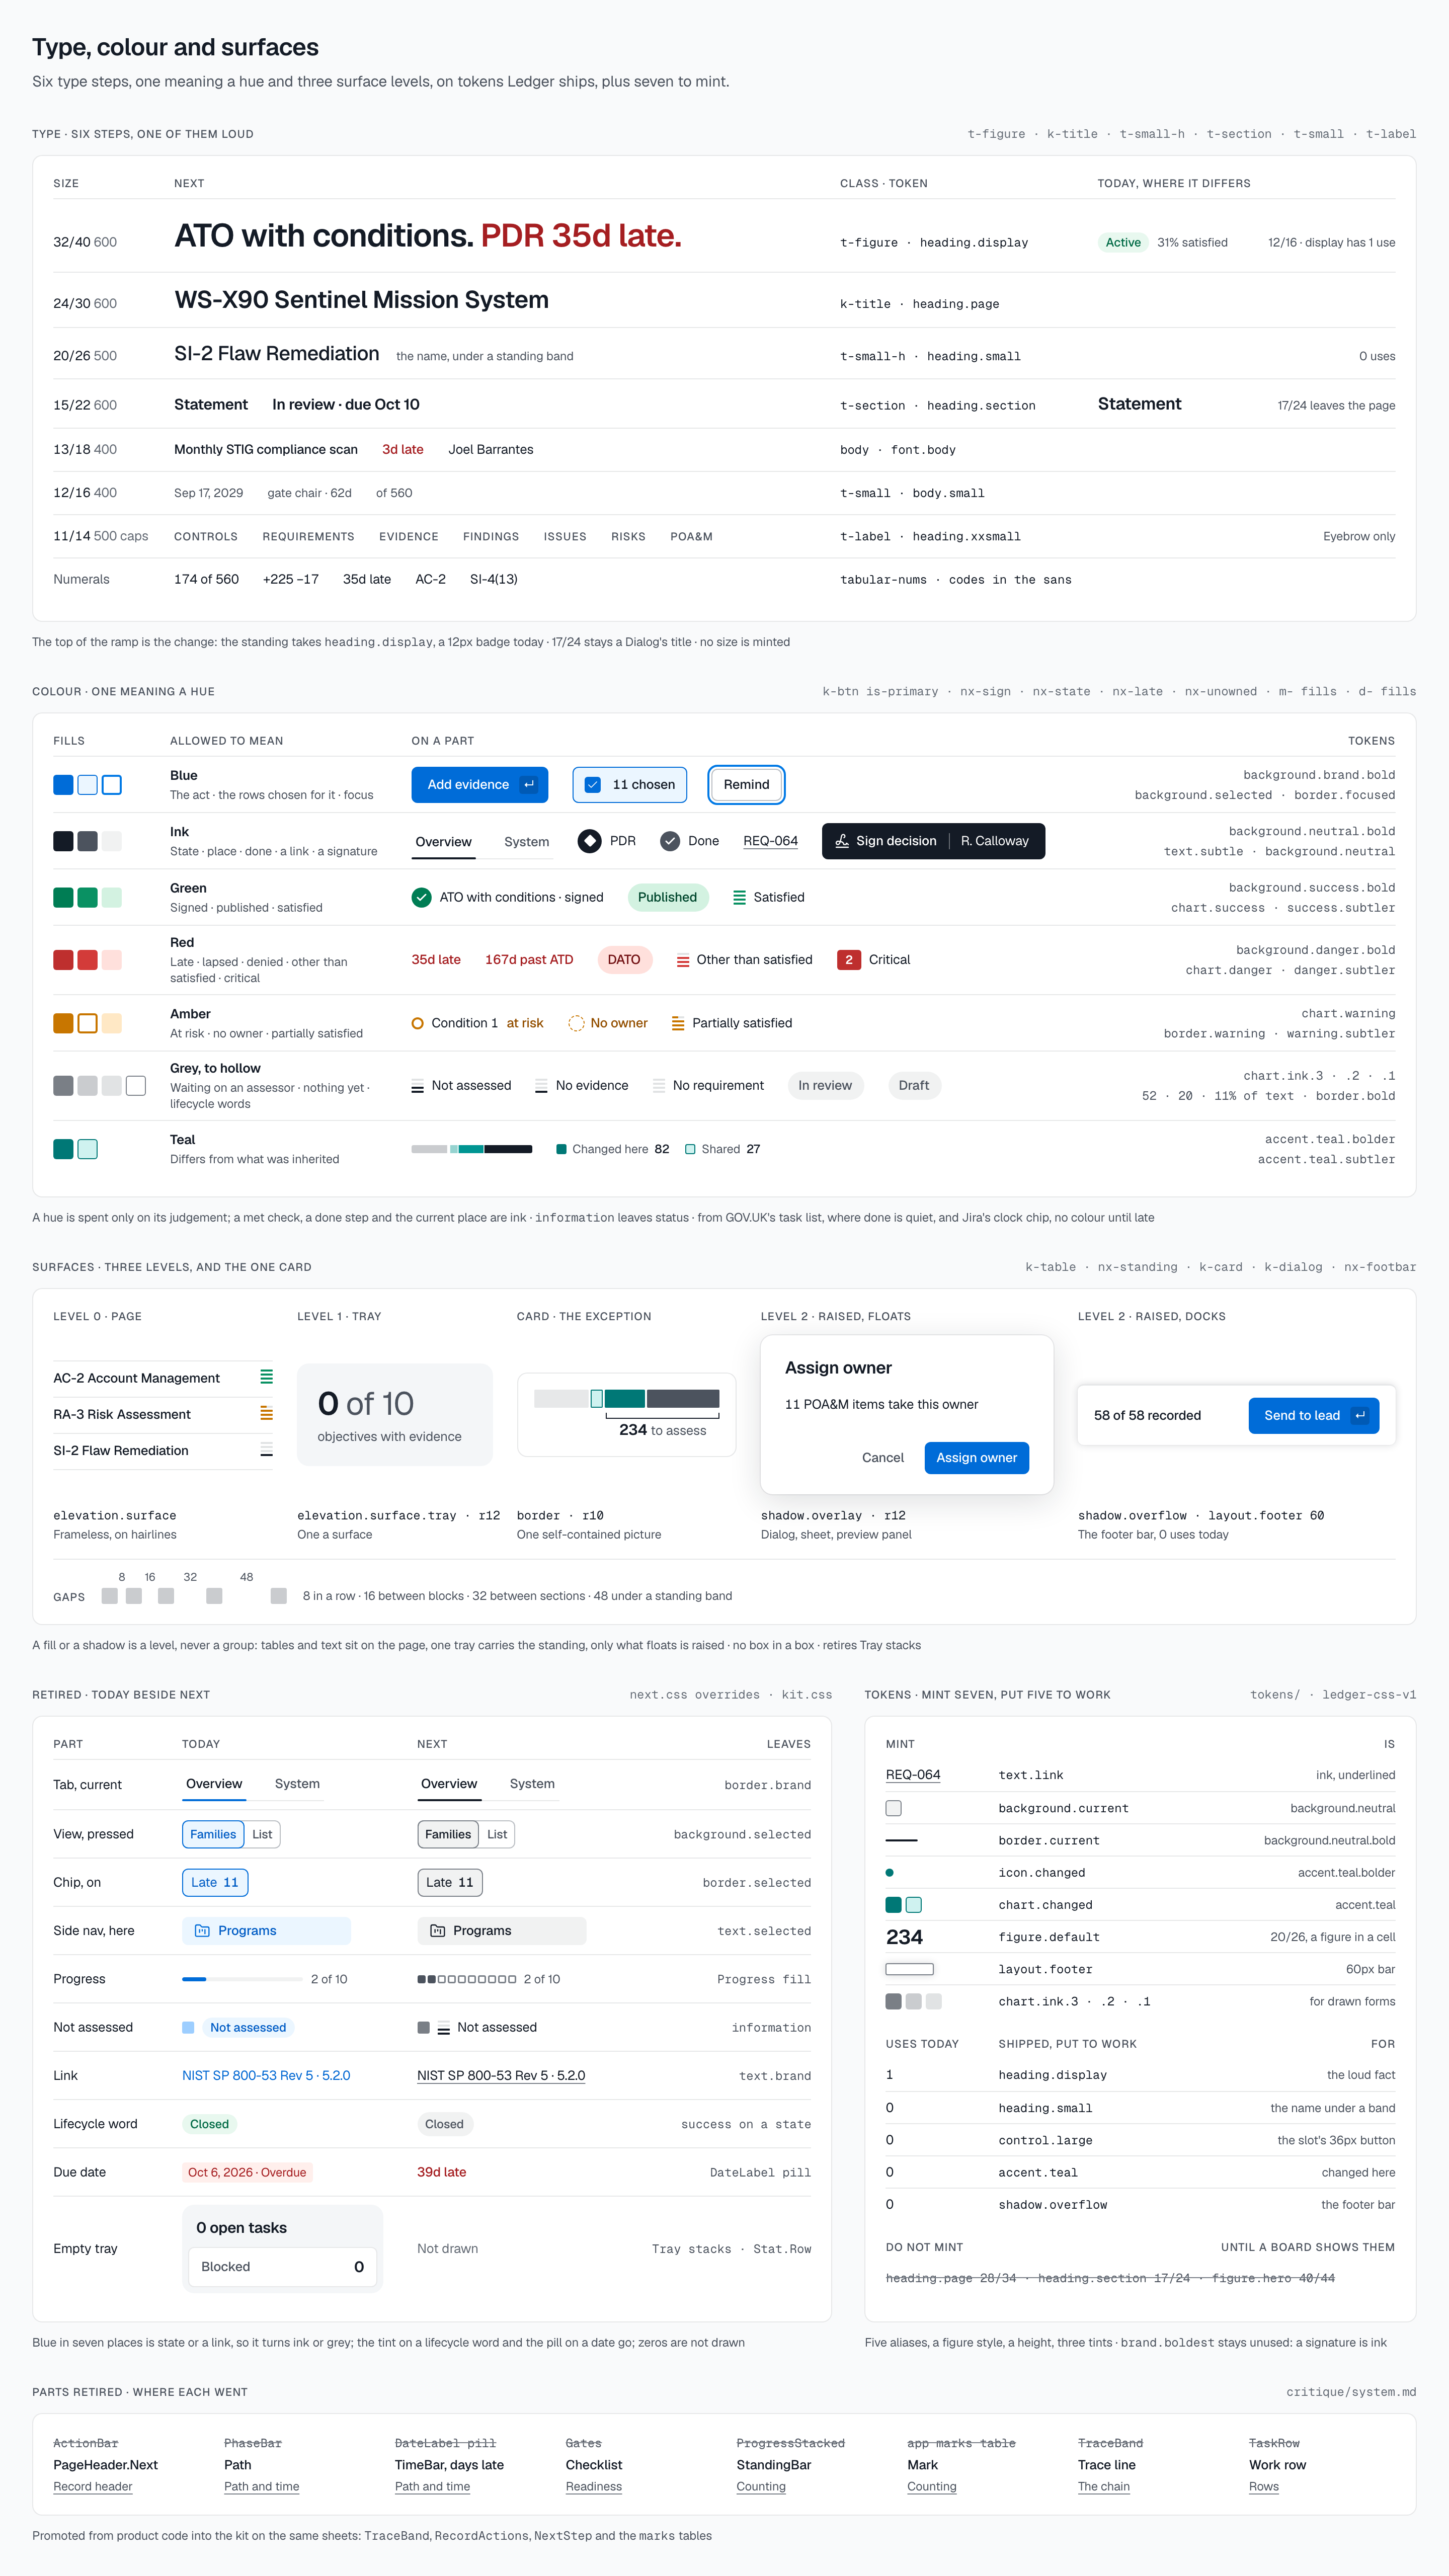 Type, colour and surfaces
Six type steps, one meaning a hue and three surface levels, on tokens Ledger ships, plus seven to mint.
TYPE · SIX STEPS, ONE OF THEM LOUD
t-figure · k-title · t-small-h · t-section · t-small · t-label
SIZE NEXT CLASS · TOKEN TODAY, WHERE IT DIFFERS
32/40 600 ATO with conditions. PDR 35d late. t-figure · heading.display Active 31% satisfied 12/16 · display has 1 use
24/30 600 WS-X90 Sentinel Mission System k-title · heading.page
20/26 500 SI-2 Flaw Remediation the name, under a standing band t-small-h · heading.small 0 uses
15/22 600 Statement In review · due Oct 10 t-section · heading.section Statement 17/24 leaves the page
13/18 400 Monthly STIG compliance scan 3d late Joel Barrantes body · font.body
12/16 400 Sep 17, 2029 gate chair · 62d of 560 t-small · body.small
11/14 500 caps CONTROLS REQUIREMENTS EVIDENCE FINDINGS ISSUES RISKS POA&M t-label · heading.xxsmall Eyebrow only
Numerals 174 of 560 +225 −17 35d late AC-2 SI-4(13) tabular-nums · codes in the sans
The top of the ramp is the change: the standing takes heading.display, a 12px badge today · 17/24 stays a Dialog's title · no size is minted
COLOUR · ONE MEANING A HUE
k-btn is-primary · nx-sign · nx-state · nx-late · nx-unowned · m- fills · d- fills
FILLS ALLOWED TO MEAN ON A PART TOKENS
Blue
The act · the rows chosen for it · focus
Add evidence 11 chosen Remind
background.brand.bold
background.selected · border.focused
Ink
State · place · done · a link · a signature
Overview System PDR Done REQ-064 Sign decision R. Calloway
background.neutral.bold
text.subtle · background.neutral
Green
Signed · published · satisfied
ATO with conditions · signed Published Satisfied
background.success.bold
chart.success · success.subtler
Red
Late · lapsed · denied · other than
satisfied · critical
35d late 167d past ATD DATO Other than satisfied 2 Critical
background.danger.bold
chart.danger · danger.subtler
Amber
At risk · no owner · partially satisfied
Condition 1 at risk No owner Partially satisfied
chart.warning
border.warning · warning.subtler
Grey, to hollow
Waiting on an assessor · nothing yet ·
lifecycle words
Not assessed No evidence No requirement In review Draft
chart.ink.3 · .2 · .1
52 · 20 · 11% of text · border.bold
Teal
Differs from what was inherited
Changed here 82 Shared 27
accent.teal.bolder
accent.teal.subtler
A hue is spent only on its judgement; a met check, a done step and the current place are ink · information leaves status · from GOV.UK's task list, where done is quiet, and Jira's clock chip, no colour until late
SURFACES · THREE LEVELS, AND THE ONE CARD
k-table · nx-standing · k-card · k-dialog · nx-footbar
LEVEL 0 · PAGE LEVEL 1 · TRAY CARD · THE EXCEPTION LEVEL 2 · RAISED, FLOATS LEVEL 2 · RAISED, DOCKS
AC-2 Account Management
RA-3 Risk Assessment
SI-2 Flaw Remediation
0 of 10
objectives with evidence
234 to assess
Assign owner
11 POA&M items take this owner
Cancel Assign owner
58 of 58 recorded Send to lead
elevation.surface elevation.surface.tray · r12 border · r10 shadow.overlay · r12 shadow.overflow · layout.footer 60
Frameless, on hairlines One a surface One self-contained picture Dialog, sheet, preview panel The footer bar, 0 uses today
8 16 32 48
GAPS 8 in a row · 16 between blocks · 32 between sections · 48 under a standing band
A fill or a shadow is a level, never a group: tables and text sit on the page, one tray carries the standing, only what floats is raised · no box in a box · retires Tray stacks
RETIRED · TODAY BESIDE NEXT
next.css overrides · kit.css
PART TODAY NEXT LEAVES
Tab, current Overview System Overview System border.brand
View, pressed Families List Families List background.selected
Chip, on Late 11 Late 11 border.selected
Side nav, here Programs Programs text.selected
Progress 2 of 10 2 of 10 Progress fill
Not assessed Not assessed Not assessed information
Link NIST SP 800-53 Rev 5 · 5.2.0 NIST SP 800-53 Rev 5 · 5.2.0 text.brand
Lifecycle word Closed Closed success on a state
Due date Oct 6, 2026 · Overdue 39d late DateLabel pill
0 open tasks
Empty tray Blocked 0 Not drawn Tray stacks · Stat.Row
Blue in seven places is state or a link, so it turns ink or grey; the tint on a lifecycle word and the pill on a date go; zeros are not drawn
TOKENS · MINT SEVEN, PUT FIVE TO WORK
tokens/ · ledger-css-v1
MINT IS
REQ-064 text.link ink, underlined
background.current background.neutral
border.current background.neutral.bold
icon.changed accent.teal.bolder
chart.changed accent.teal
234 figure.default 20/26, a figure in a cell
layout.footer 60px bar
chart.ink.3 · .2 · .1 for drawn forms
USES TODAY SHIPPED, PUT TO WORK FOR
1 heading.display the loud fact
0 heading.small the name under a band
0 control.large the slot's 36px button
0 accent.teal changed here
0 shadow.overflow the footer bar
DO NOT MINT UNTIL A BOARD SHOWS THEM
heading.page 28/34 · heading.section 17/24 · figure.hero 40/44
Five aliases, a figure style, a height, three tints · brand.boldest stays unused: a signature is ink
PARTS RETIRED · WHERE EACH WENT
critique/system.md
ActionBar PhaseBar DateLabel pill Gates ProgressStacked app marks table TraceBand TaskRow
PageHeader.Next Path TimeBar, days late Checklist StandingBar Mark Trace line Work row
Record header Path and time Path and time Readiness Counting Counting The chain Rows
Promoted from product code into the kit on the same sheets: TraceBand, RecordActions, NextStep and the marks tables